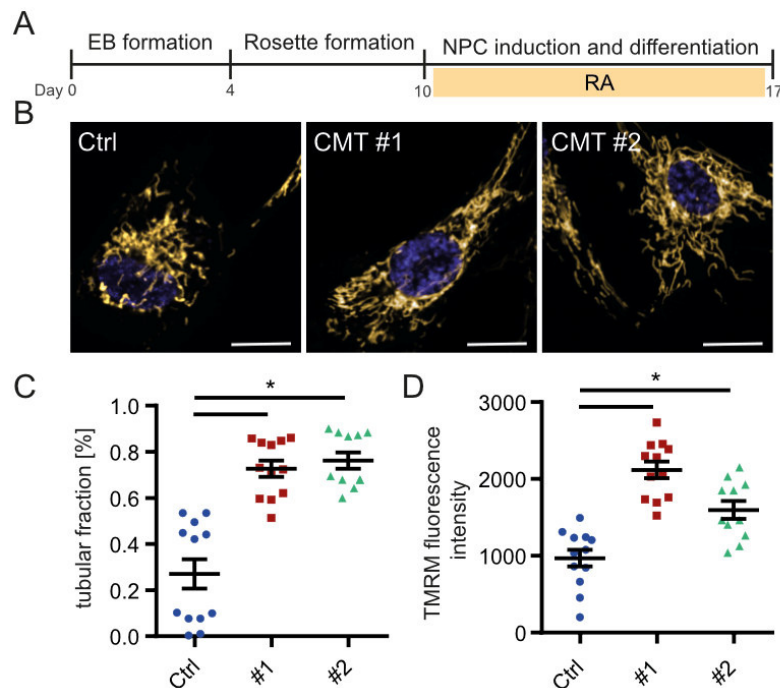 A
EB formation
Rosette formation
NPC induction and differentiation
RA
Day 0
4
10
17
B
Ctrl
CMT #1
CMT #2
C
*
tubular fraction [%]
1.0
0.8
0.6
0.4
0.2
0.0
Ctrl
#1
#2
D
*
TMRM fluorescence
intensity
3000
2000
1000
0
Ctrl
#1
#2